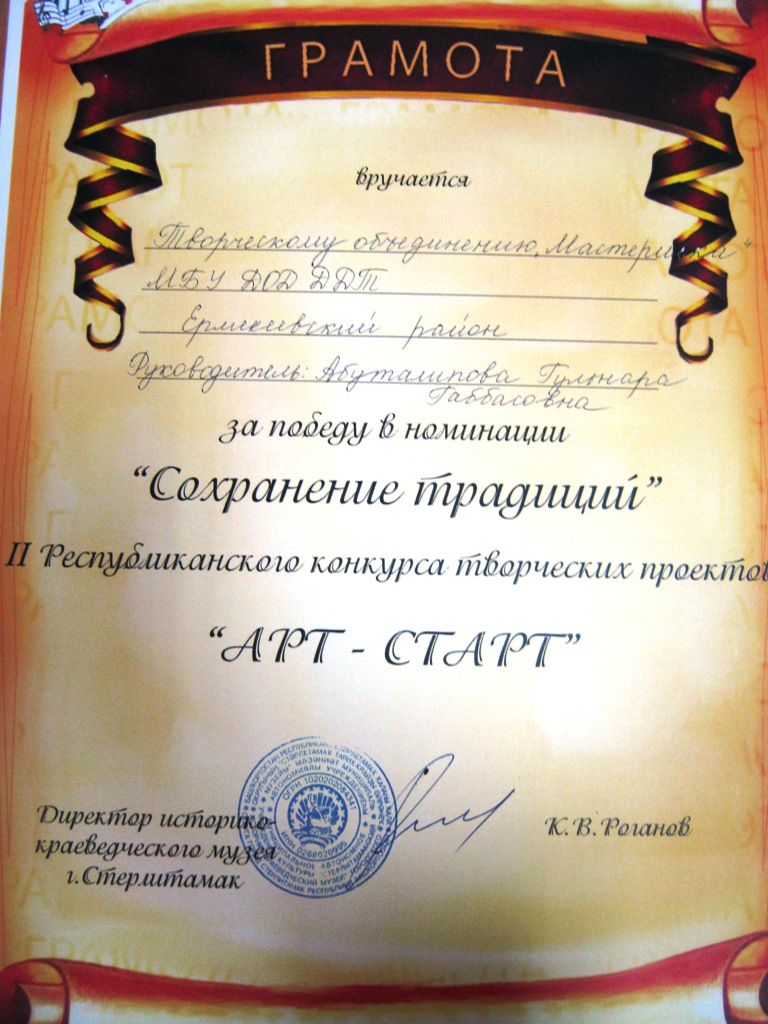 ГРАМОТА
вручается
Творческому объединению „Мастерилка“
МБУ ДОД ДДТ
Ермекеевский район
Руководитель: Абуталипова Гульнара
Габбасовна
за победу в номинации
“Сохранение традиций”
II Республиканского конкурса творческих проектов
“АРТ - СТАРТ”
Директор историко-
краеведческого музея
г.Стерлитамак
К.В.Роганов